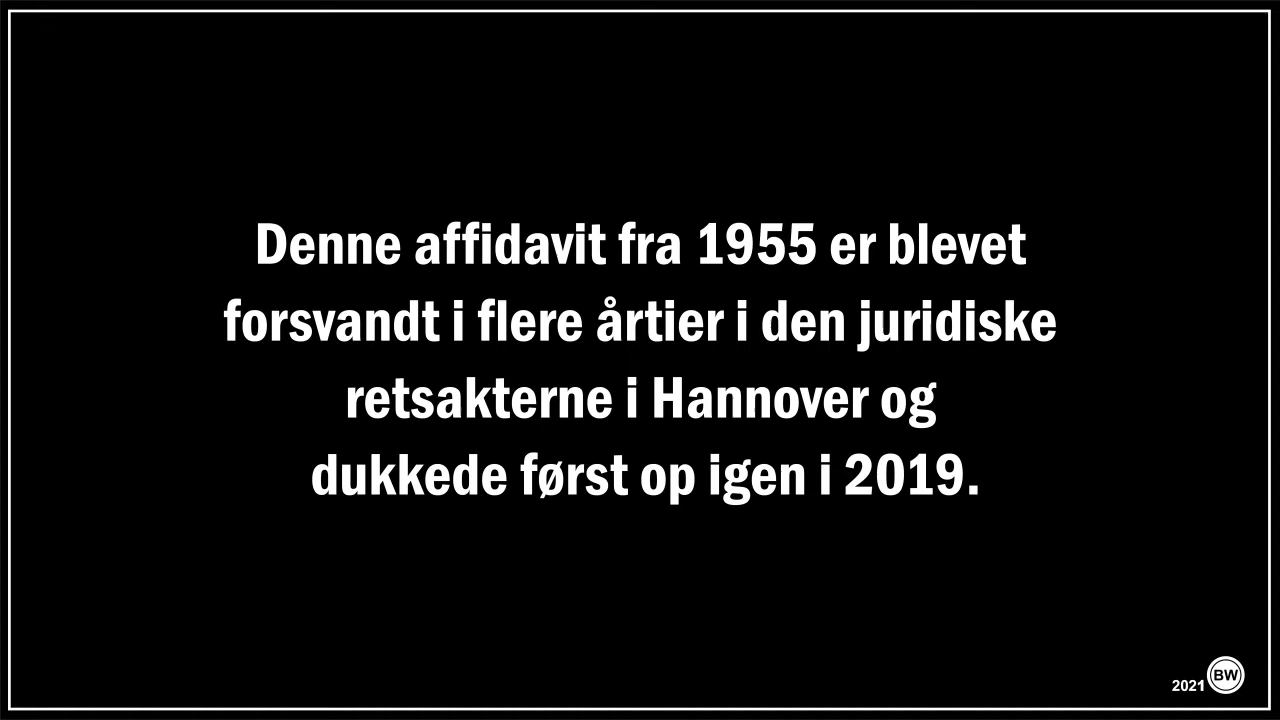 Denne affidavit fra 1955 er blevet
forsvandt i flere årtier i den juridiske
retsakterne i Hannover og
dukkede først op igen i 2019.
2021 BW